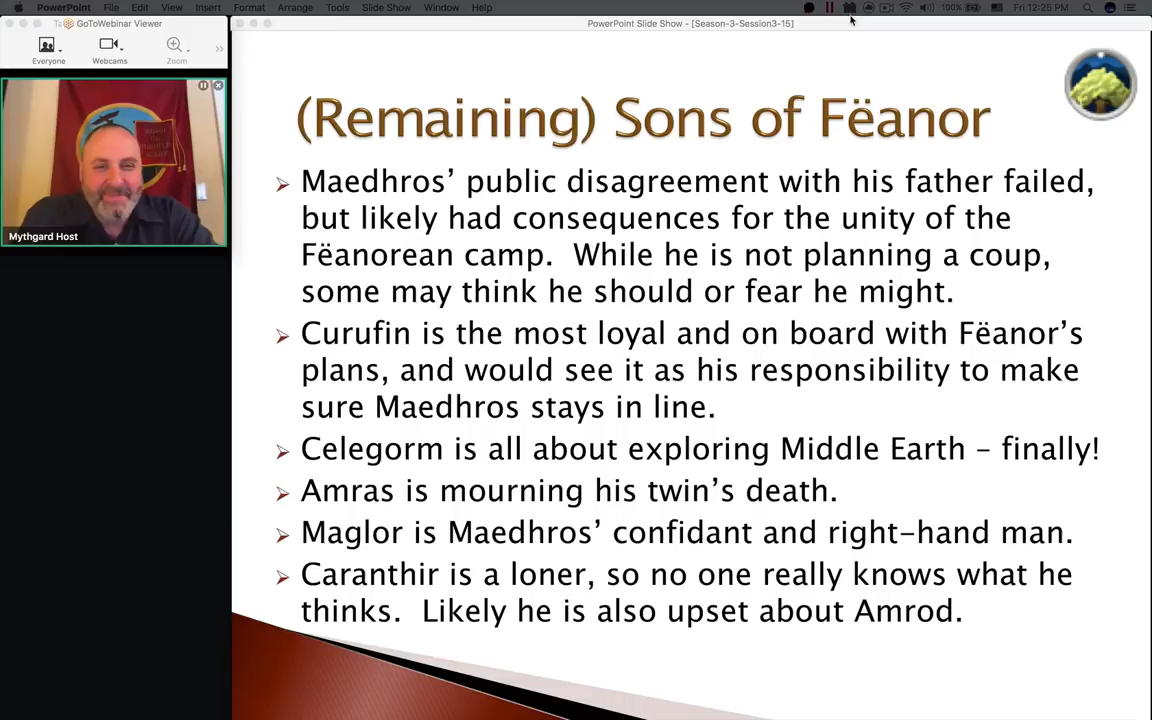 PowerPoint File Edit View Insert Format Arrange Tools Slide Show Window Help 100% Fri 12:25 PM
GoToWebinar Viewer
PowerPoint Slide Show - [Season-3-Session3-15]
Everyone Webcams Zoom
Mythgard Host
(Remaining) Sons of Fëanor
Maedhros’ public disagreement with his father failed,
but likely had consequences for the unity of the
Fëanorean camp. While he is not planning a coup,
some may think he should or fear he might.
Curufin is the most loyal and on board with Fëanor’s
plans, and would see it as his responsibility to make
sure Maedhros stays in line.
Celegorm is all about exploring Middle Earth – finally!
Amras is mourning his twin’s death.
Maglor is Maedhros’ confidant and right-hand man.
Caranthir is a loner, so no one really knows what he
thinks. Likely he is also upset about Amrod.